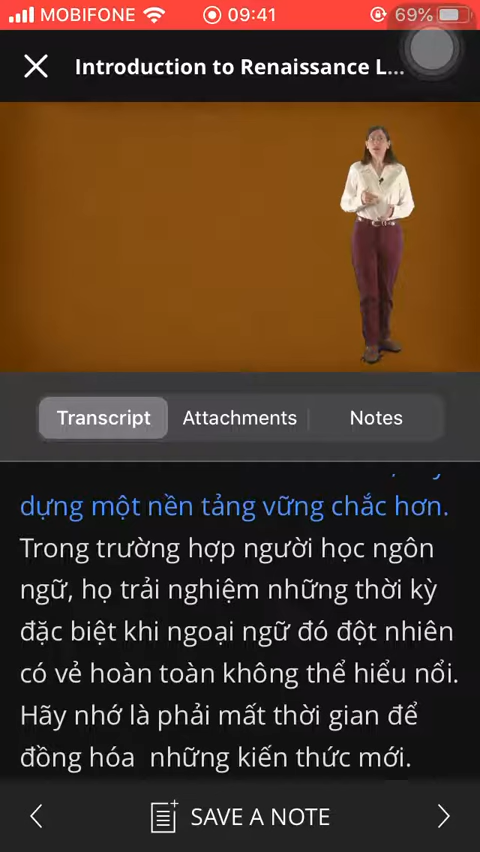 MOBIFONE 09:41 69%
Introduction to Renaissance L...
Transcript Attachments Notes
dựng một nền tảng vững chắc hơn.
Trong trường hợp người học ngôn
ngữ, họ trải nghiệm những thời kỳ
đặc biệt khi ngoại ngữ đó đột nhiên
có vẻ hoàn toàn không thể hiểu nổi.
Hãy nhớ là phải mất thời gian để
đồng hóa  những kiến thức mới.
SAVE A NOTE